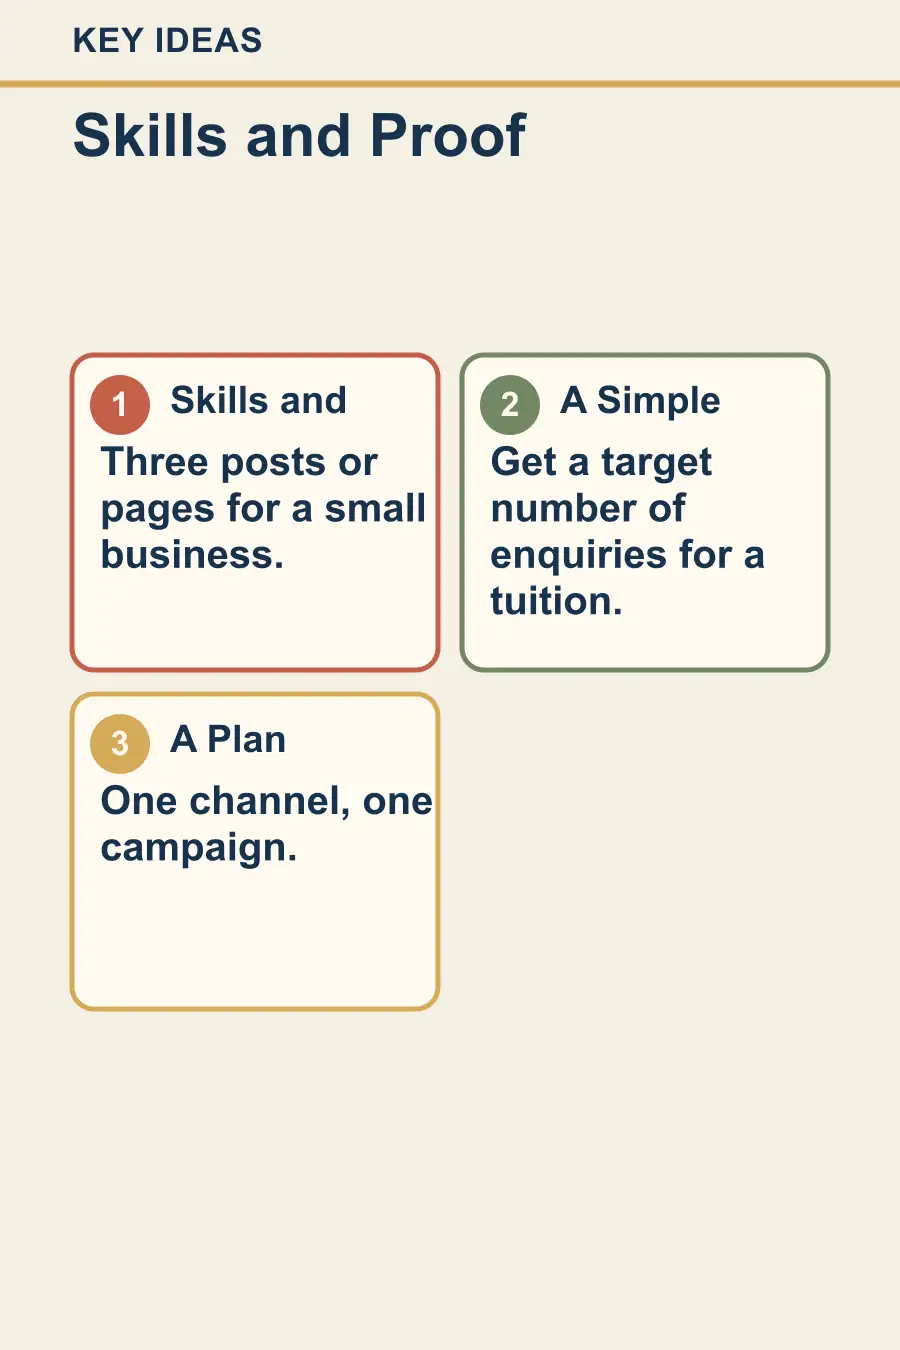 KEY IDEAS
Skills and Proof
1
Skills and
Three posts or
pages for a small
business.
2
A Simple
Get a target
number of
enquiries for a
tuition.
3
A Plan
One channel, one
campaign.